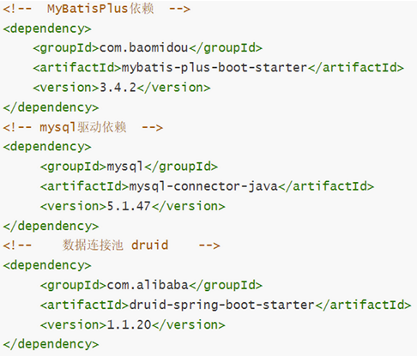 <!--  MyBatisPlus依赖  -->
<dependency>
    <groupId>com.baomidou</groupId>
    <artifactId>mybatis-plus-boot-starter</artifactId>
    <version>3.4.2</version>
</dependency>
<!-- mysql驱动依赖  -->
<dependency>
     <groupId>mysql</groupId>
     <artifactId>mysql-connector-java</artifactId>
     <version>5.1.47</version>
</dependency>
<!--    数据连接池 druid    -->
<dependency>
     <groupId>com.alibaba</groupId>
     <artifactId>druid-spring-boot-starter</artifactId>
     <version>1.1.20</version>
</dependency>